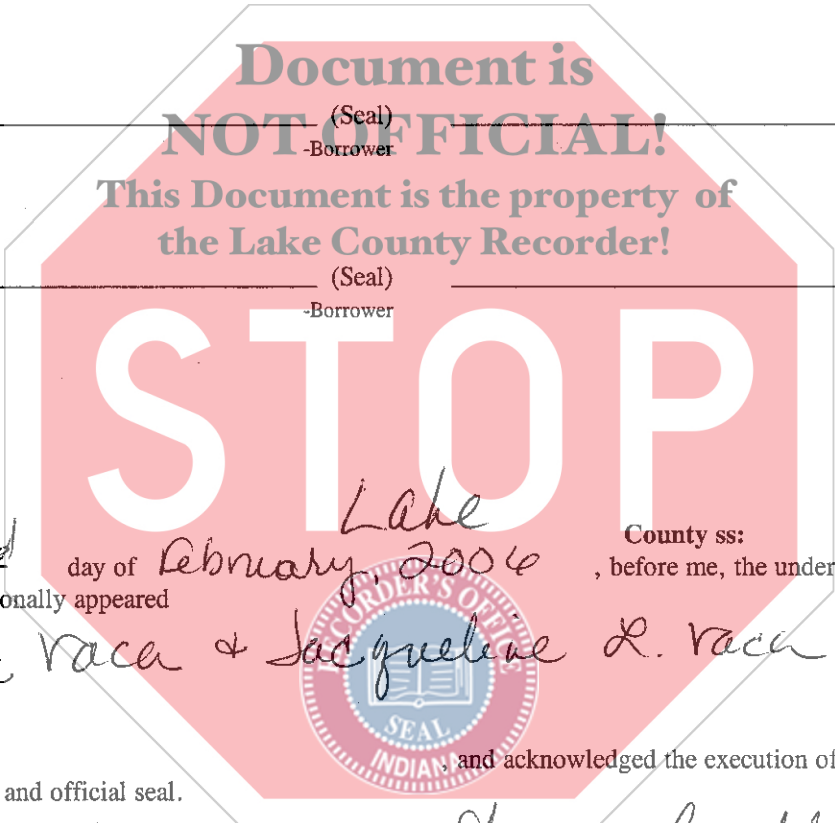 Document is
(Seal)
NOT OFFICIAL!
-Borrower
This Document is the property of
the Lake County Recorder!
(Seal)
-Borrower
STOP
Lake
County ss:
day of February, 2006 , before me, the under
onally appeared
Vaca & Jacqueline L. Vaca
RECORDER'S OFFICE
SEAL
INDIANA
, and acknowledged the execution of
and official seal.